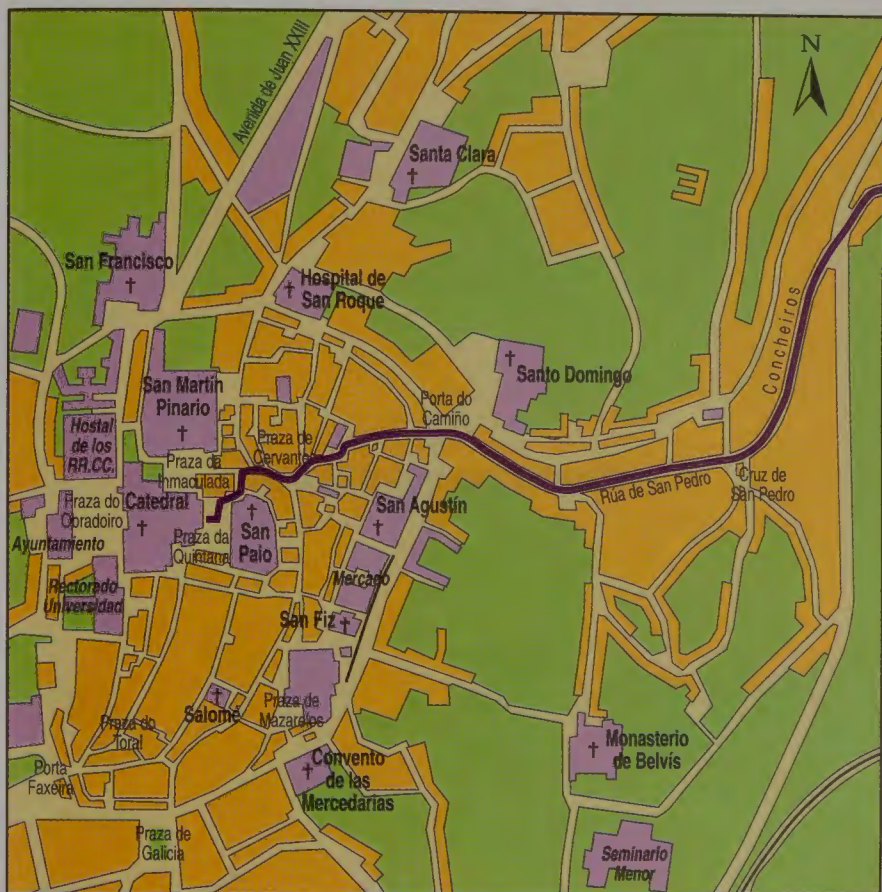 N
Avenida de Juan XXIII
Santa Clara
San Francisco
Hospital de
San Roque
Concheiros
San Martín
Pinario
Santo Domingo
Porta do
Camiño
Hostal
de los
RR.CC.
Praza de
Cervantes
Praza da
Inmaculada
Rúa de San Pedro
Cruz de
San Pedro
Praza do
Obradoiro
Catedral
San Agustín
Ayuntamiento
Praza da
Quintana
San
Paio
Mercado
Rectorado
Universidad
San Fiz
Salomé
Praza de
Mazarelos
Praza do
Toral
Monasterio
de Belvís
Porta
Faxeira
Convento
de las
Mercedarias
Praza de
Galicia
Seminario
Menor